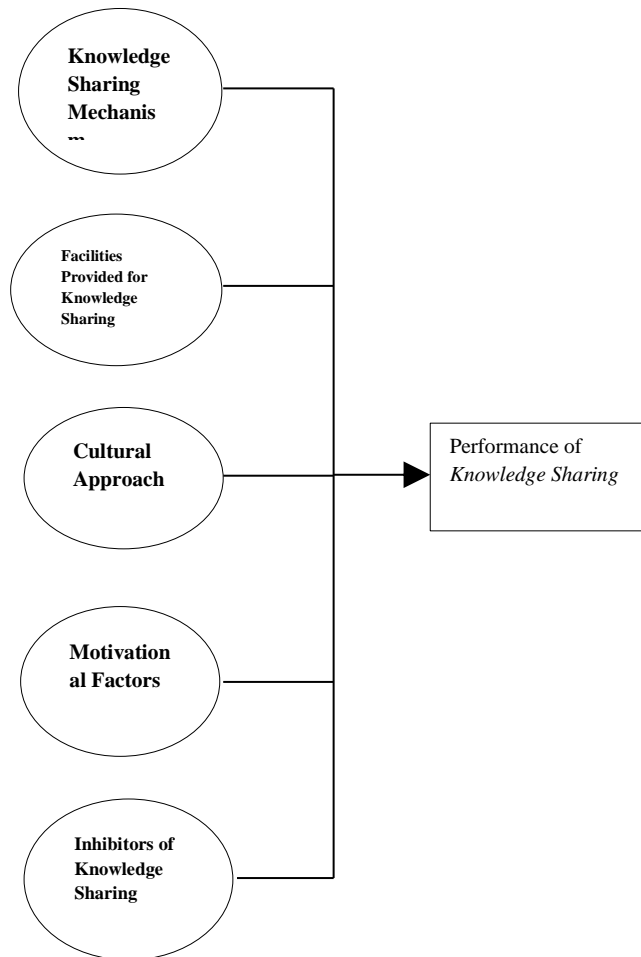 Knowledge
Sharing
Mechanis
m
Facilities
Provided for
Knowledge
Sharing
Cultural
Approach
Performance of
Knowledge Sharing
Motivation
al Factors
Inhibitors of
Knowledge
Sharing